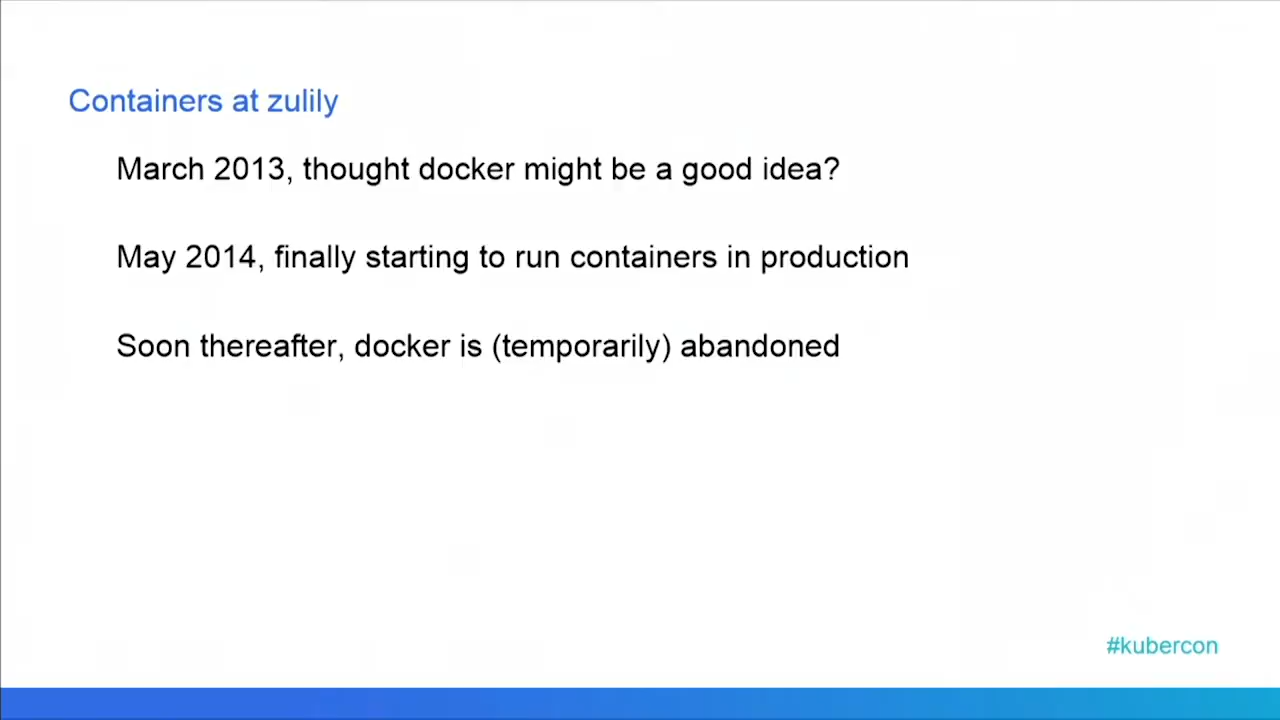 Containers at zulily
March 2013, thought docker might be a good idea?
May 2014, finally starting to run containers in production
Soon thereafter, docker is (temporarily) abandoned
#kubercon